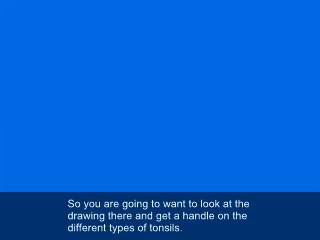 So you are going to want to look at the
drawing there and get a handle on the
different types of tonsils.